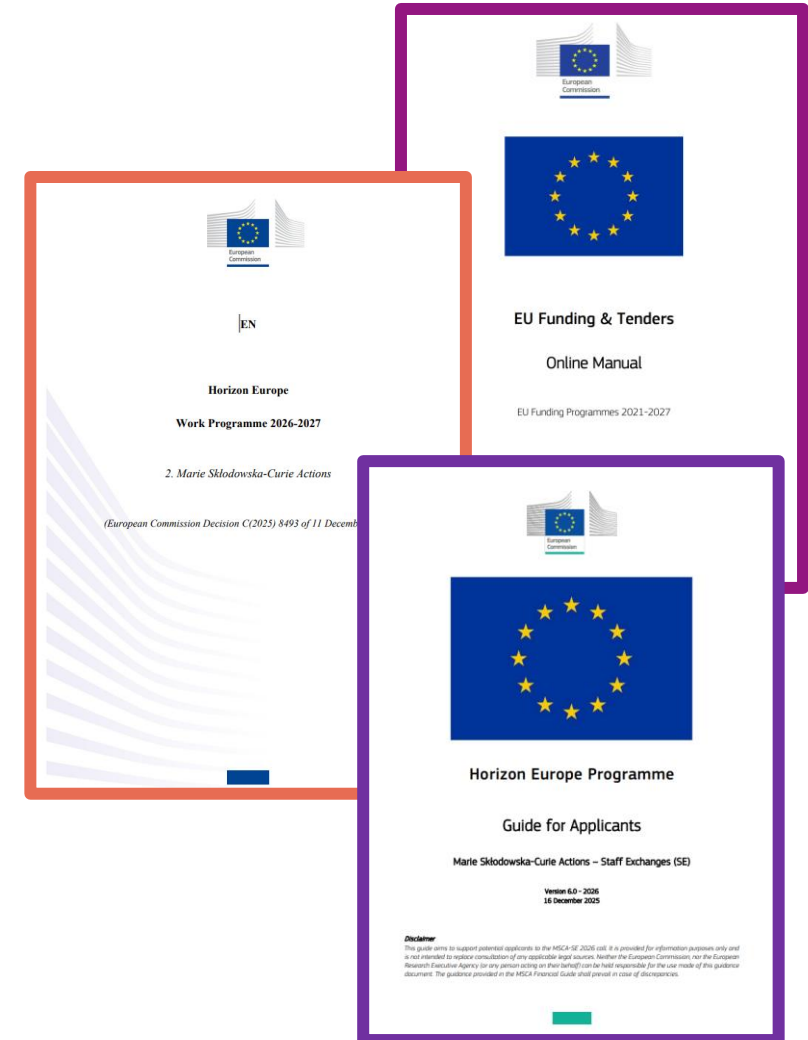 European
Commission
EU Funding & Tenders
Online Manual
EU Funding Programmes 2021-2027
European
Commission
EN
Horizon Europe
Work Programme 2026-2027
2. Marie Skłodowska-Curie Actions
(European Commission Decision C(2025) 8493 of 11 Decemb
European
Commission
Horizon Europe Programme
Guide for Applicants
Marie Skłodowska-Curie Actions – Staff Exchanges (SE)
Version 6.0 – 2026
16 December 2025
Disclaimer
This guide aims to support potential applicants to the MSCA-SE 2026 call. It is provided for information purposes only and
is not intended to replace consultation of any applicable legal sources. Neither the European Commission, nor the European
Research Executive Agency (or any person acting on their behalf) can be held responsible for the use made of this guidance
document. The guidance provided in the MSCA Financial Guide shall prevail in case of discrepancies.